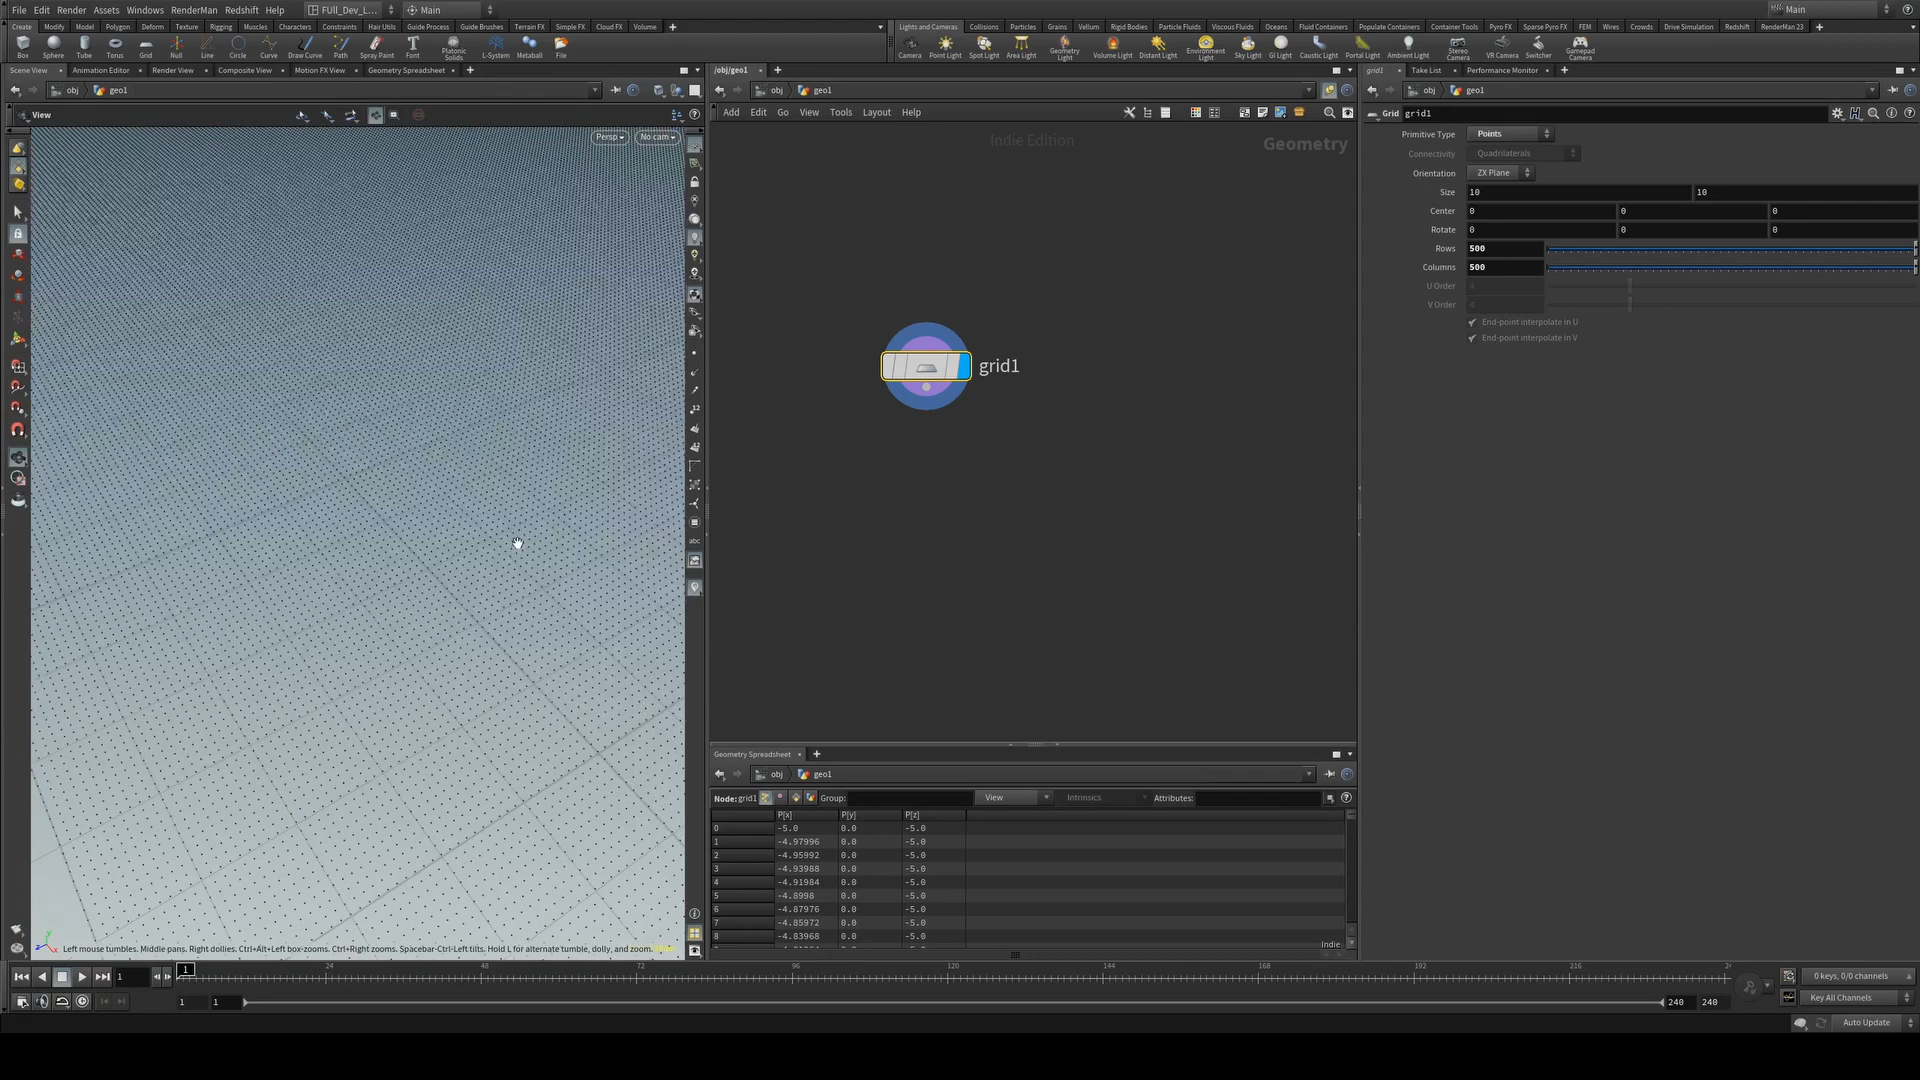 File Edit Render Assets Windows RenderMan Redshift Help FUll_Dev_L... Main Main
Create Modify Model Polygon Deform Texture Rigging Muscles Characters Constraints Hair Utils Guide Process Guide Brushes Terrain FX Simple FX Cloud FX Volume
Lights and Cameras Collisions Particles Grains Vellum Rigid Bodies Particle Fluids Viscous Fluids Oceans Fluid Containers Populate Containers Container Tools Pyro FX Sparse Pyro FX FEM Wires Crowds Drive Simulation Redshift RenderMan 23
Box Sphere Tube Torus Grid Null Line Circle Curve Draw Curve Path Spray Paint Font Platonic Solids L-System Metaball File
Camera Point Light Spot Light Area Light Geometry Light Volume Light Distant Light Environment Light Sky Light GI Light Caustic Light Portal Light Ambient Light Stereo Camera VR Camera Switcher Gamepad Camera
Scene View Animation Editor Render View Composite View Motion FX View Geometry Spreadsheet
/obj/geo1
grid1 Take List Performance Monitor
obj geo1
obj geo1
obj geo1
View
Add Edit Go View Tools Layout Help
Grid grid1
Persp No cam
Indie Edition
Geometry
Primitive Type Points
Connectivity Quadrilaterals
Orientation ZX Plane
Size 10 10
Center 0 0 0
Rotate 0 0 0
Rows 500
Columns 500
U Order 4
V Order 4
End-point interpolate in U
End-point interpolate in V
grid1
12
abc
Geometry Spreadsheet
obj geo1
Node: grid1 Group: View Intrinsics Attributes:
P[x] P[y] P[z]
0 -5.0 0.0 -5.0
1 -4.97996 0.0 -5.0
2 -4.95992 0.0 -5.0
3 -4.93988 0.0 -5.0
4 -4.91984 0.0 -5.0
5 -4.8998 0.0 -5.0
6 -4.87976 0.0 -5.0
7 -4.85972 0.0 -5.0
8 -4.83968 0.0 -5.0
Indie
Left mouse tumbles. Middle pans. Right dollies. Ctrl+Alt+Left box-zooms. Ctrl+Right zooms. Spacebar-Ctrl-Left tilts. Hold L for alternate tumble, dolly, and zoom.
1 1 24 48 72 96 120 144 168 192 216
0 keys, 0/0 channels
1 1 240 240
Key All Channels
Auto Update